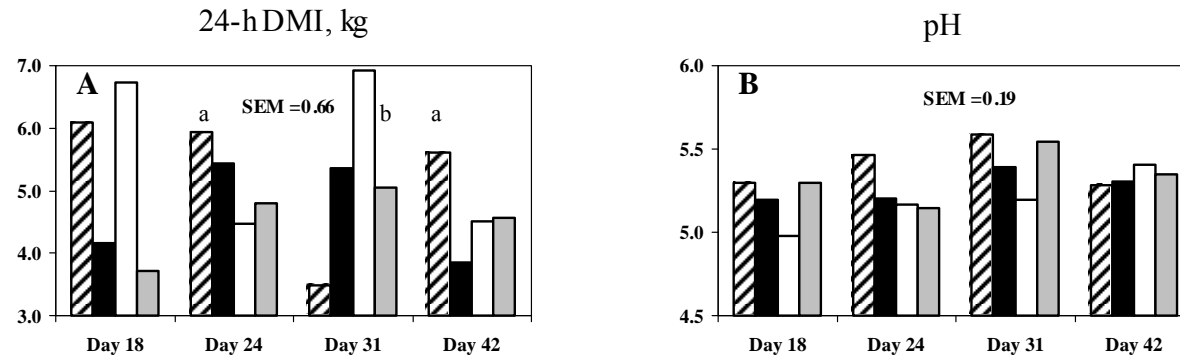 24-h DMI, kg
7.0
A
SEM =0.66
6.0
a
b
a
5.0
4.0
3.0
Day 18
Day 24
Day 31
Day 42
pH
6.0
B
SEM =0.19
5.5
5.0
4.5
Day 18
Day 24
Day 31
Day 42